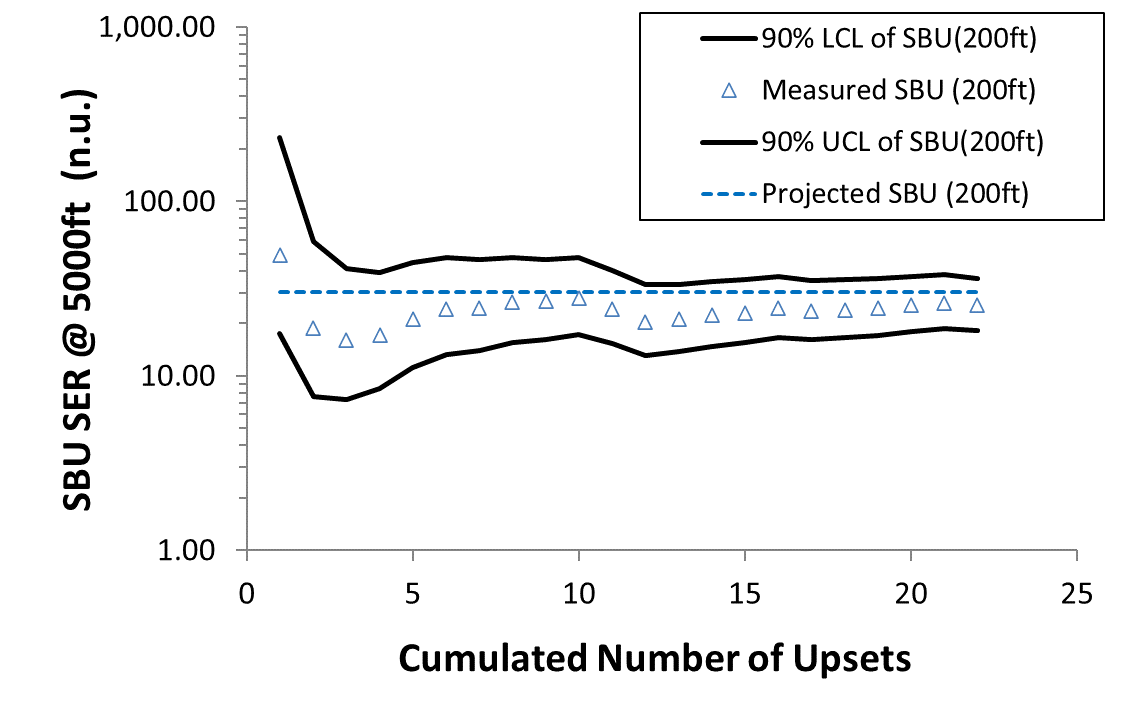 1,000.00
100.00
10.00
1.00
SBU SER @ 5000ft (n.u.)
90% LCL of SBU(200ft)
Measured SBU (200ft)
90% UCL of SBU(200ft)
Projected SBU (200ft)
0 5 10 15 20 25
Cumulated Number of Upsets